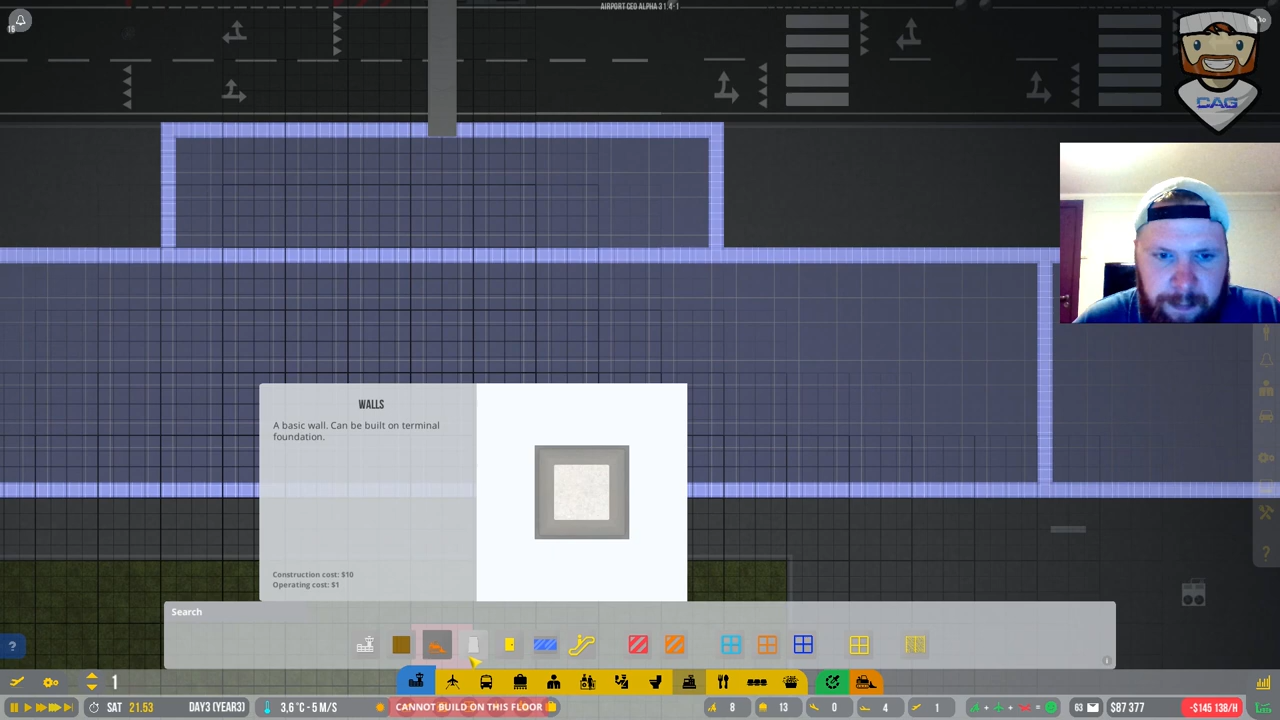 AIRPORT CEO ALPHA 31.4-1
16
CAG
WALLS
A basic wall. Can be built on terminal
foundation.
Construction cost: $10
Operating cost: $1
Search
?
?
1
SAT 21.53
DAY3 (YEAR3)
3,6 °C - 5 M/S
CANNOT BUILD ON THIS FLOOR
8
13
0
4
1
63
$87 377
-$145 138/H